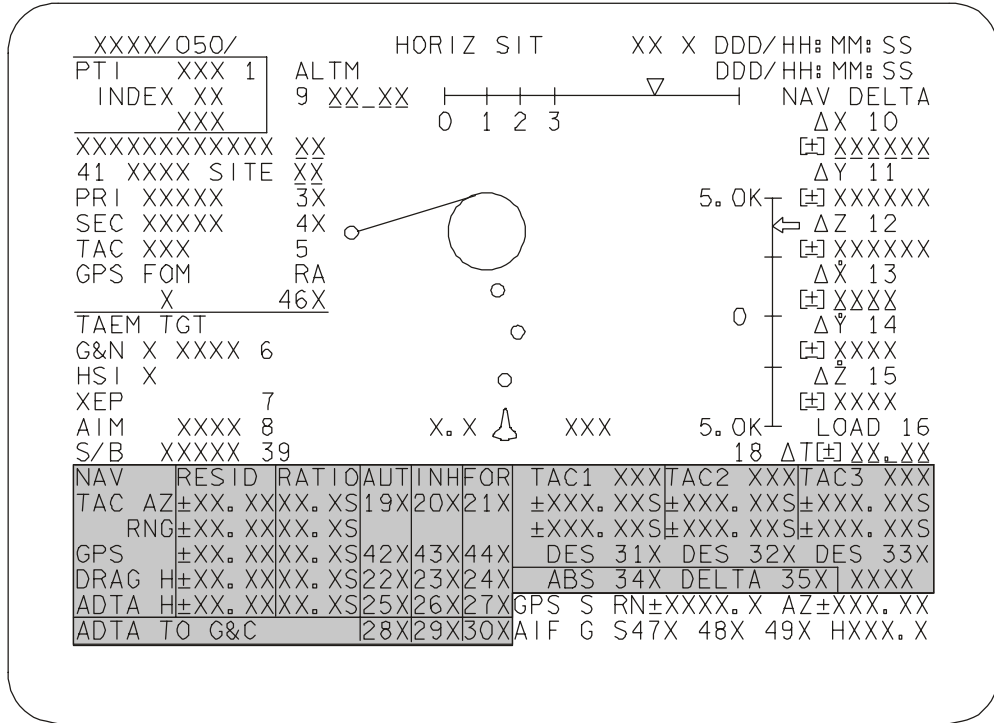 XXXX/050/ HORIZ SIT XX X DDD/HH:MM:SS
PTI XXX 1 ALTM DDD/HH:MM:SS
INDEX XX 9 XX_XX NAV DELTA
XXX 0 1 2 3 ΔX 10
XXXXXXXXXXXX XX [±] XXXXXX
41 XXXX SITE XX ΔY 11
PRI XXXXX 3X 5.0K [±] XXXXXX
SEC XXXXX 4X ΔZ 12
TAC XXX 5 [±] XXXXXX
GPS FOM RA ΔẊ 13
X 46X [±] XXXX
TAEM TGT 0 ΔẎ 14
G&N X XXXX 6 [±] XXXX
HSI X ΔŻ 15
XEP 7 [±] XXXX
AIM XXXX 8 X.X XXX 5.0K LOAD 16
S/B XXXXX 39 18 ΔT[±] XX.XX
NAV RESID RATIO AUT INH FOR TAC1 XXX TAC2 XXX TAC3 XXX
TAC AZ ±XX.XX XX.XS 19X 20X 21X ±XXX.XXS ±XXX.XXS ±XXX.XXS
RNG ±XX.XX XX.XS ±XXX.XXS ±XXX.XXS ±XXX.XXS
GPS ±XX.XX XX.XS 42X 43X 44X DES 31X DES 32X DES 33X
DRAG H ±XX.XX XX.XS 22X 23X 24X ABS 34X DELTA 35X XXXX
ADTA H ±XX.XX XX.XS 25X 26X 27X GPS S RN±XXXX.X AZ±XXX.XX
ADTA TO G&C 28X 29X 30X AIF G S47X 48X 49X HXXX.X